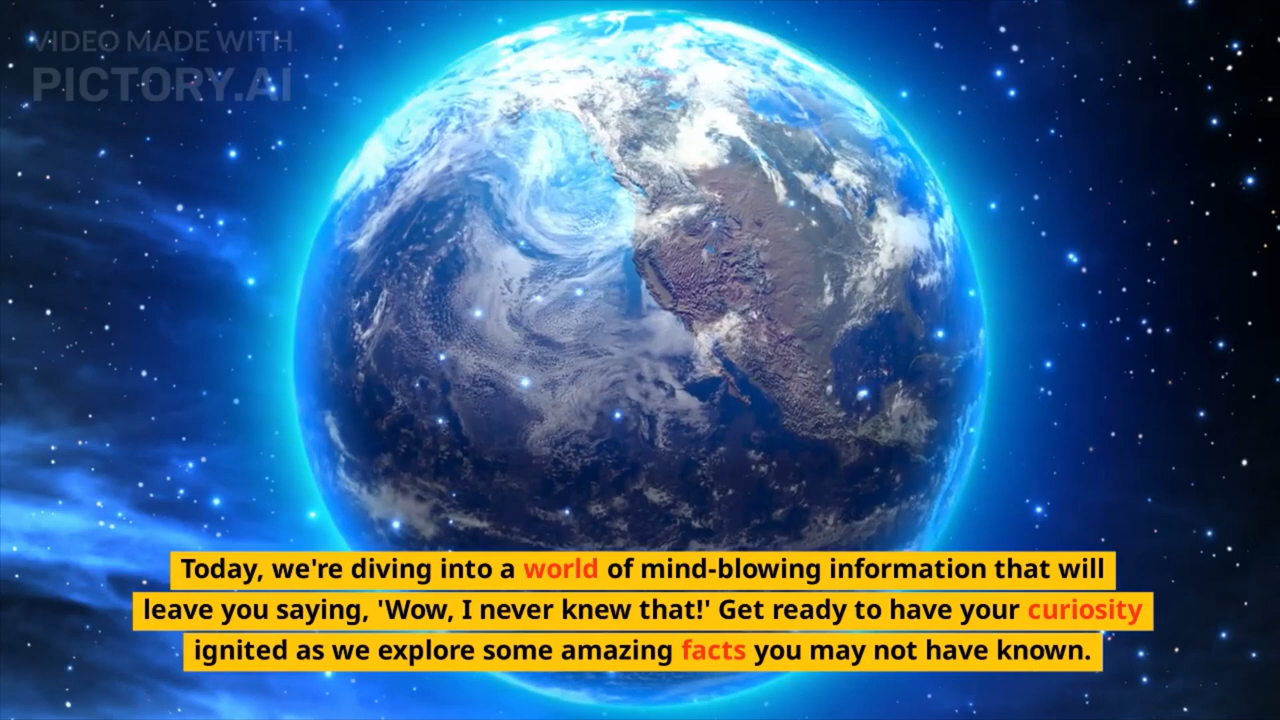 VIDEO MADE WITH
PICTORY.AI
Today, we're diving into a world of mind-blowing information that will
leave you saying, 'Wow, I never knew that!' Get ready to have your curiosity
ignited as we explore some amazing facts you may not have known.